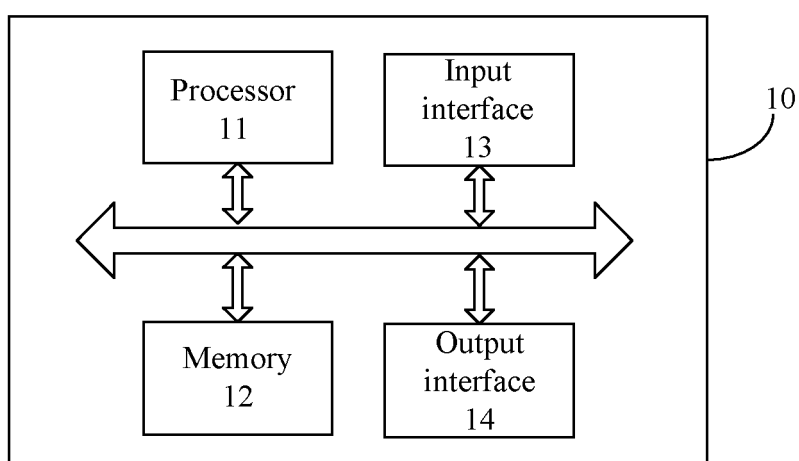 Processor
11
Input
interface
13
10
Memory
12
Output
interface
14